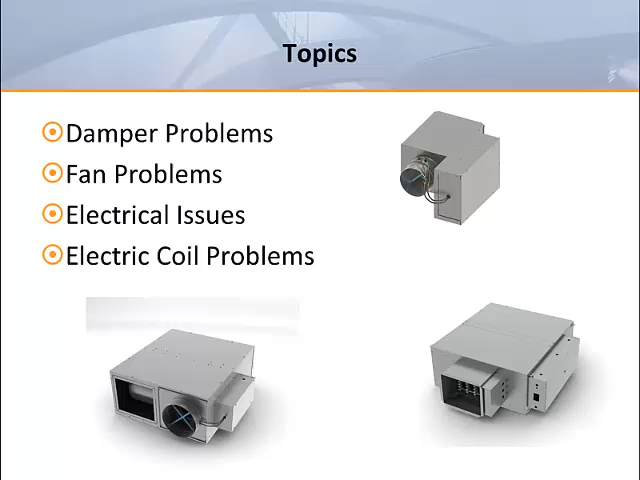 Topics
Damper Problems
Fan Problems
Electrical Issues
Electric Coil Problems